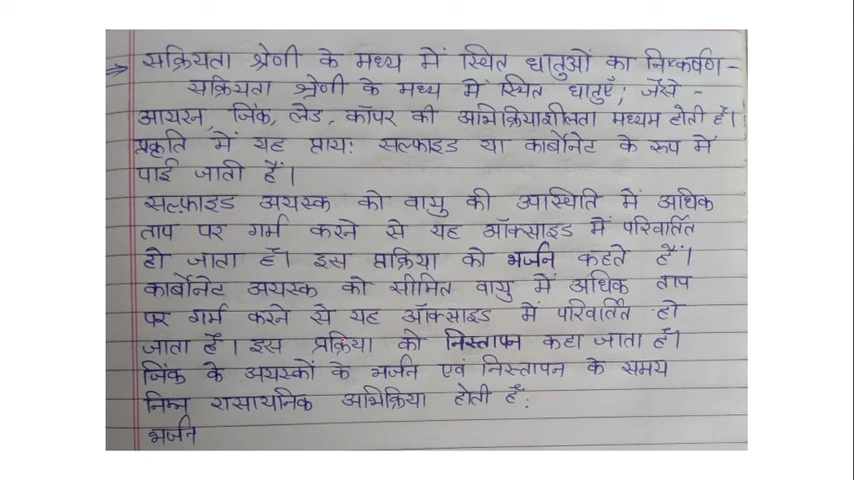 ⇒ सक्रियता श्रेणी के मध्य में स्थित धातुओं का निष्कर्षण -
सक्रियता श्रेणी के मध्य में स्थित धातुएँ, जैसे -
आयरन, जिंक, लेड, कॉपर की अभिक्रियाशीलता मध्यम होती है।
प्रकृति में यह प्रायः सल्फाइड या कार्बोनेट के रूप में
पाई जाती हैं।
सल्फ़ाइड अयस्क को वायु की उपस्थिति में अधिक
ताप पर गर्म करने से यह ऑक्साइड में परिवर्तित
हो जाता है। इस प्रक्रिया को भर्जन कहते हैं।
कार्बोनेट अयस्क को सीमित वायु में अधिक ताप
पर गर्म करने से यह ऑक्साइड में परिवर्तित हो
जाता है। इस प्रक्रिया को निस्तापन कहा जाता है।
जिंक के अयस्कों के भर्जन एवं निस्तापन के समय
निम्न रासायनिक अभिक्रिया होती है:
भर्जन